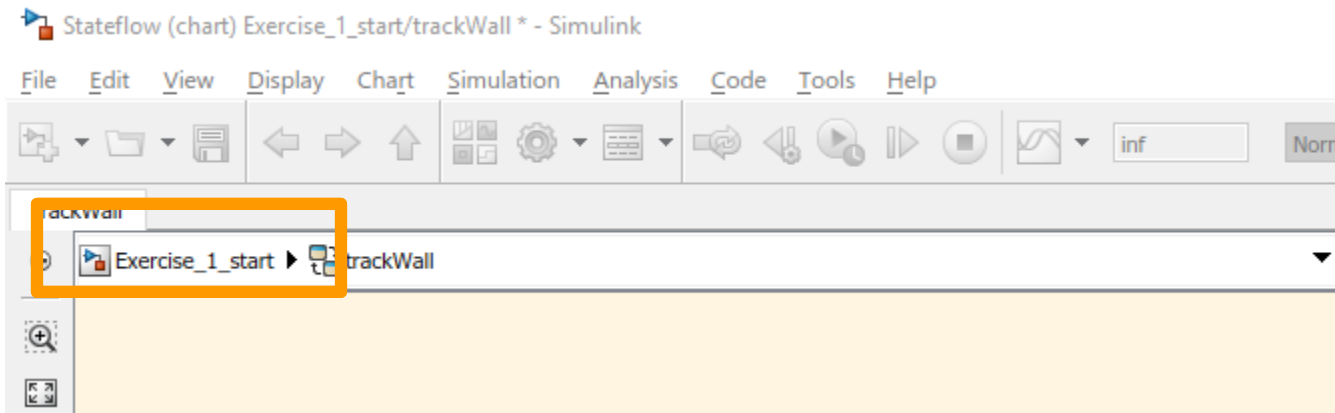 Stateflow (chart) Exercise_1_start/trackWall * - Simulink
File Edit View Display Chart Simulation Analysis Code Tools Help
inf
Exercise_1_start trackWall